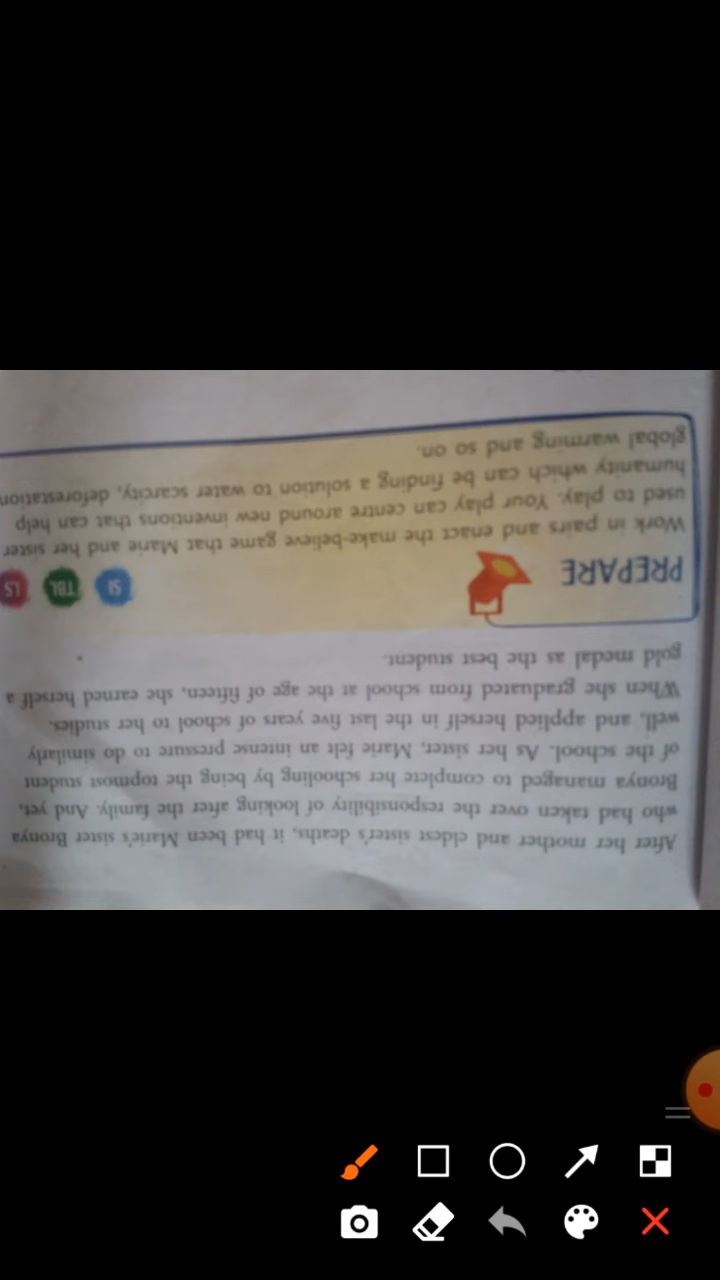 After her mother and eldest sister's deaths, it had been Marie's sister Bronya
who had taken over the responsibility of looking after the family. And yet,
Bronya managed to complete her schooling by being the topmost student
of the school. As her sister, Marie felt an intense pressure to do similarly
well, and applied herself in the last five years of school to her studies.
When she graduated from school at the age of fifteen, she earned herself a
gold medal as the best student.
PREPARE
SI TBL LS
Work in pairs and enact the make-believe game that Marie and her sister
used to play. Your play can centre around new inventions that can help
humanity which can be finding a solution to water scarcity, deforestation
global warming and so on.